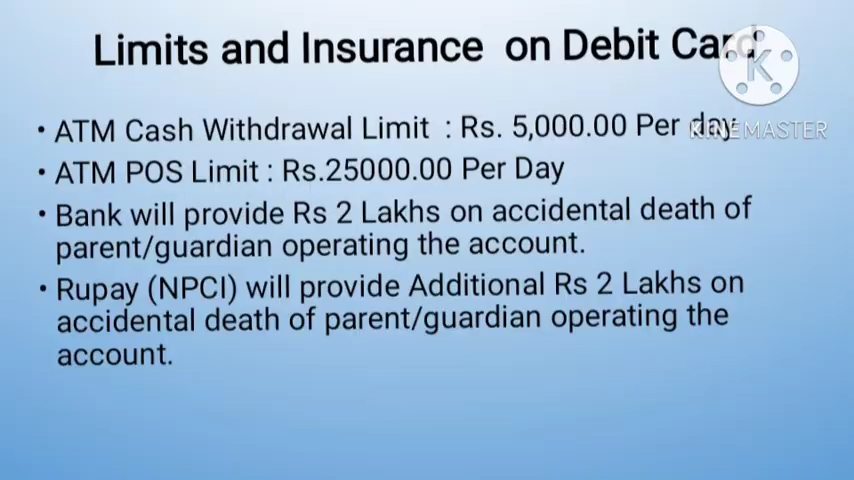 Limits and Insurance on Debit Card
• ATM Cash Withdrawal Limit : Rs. 5,000.00 Per day
• ATM POS Limit : Rs.25000.00 Per Day
• Bank will provide Rs 2 Lakhs on accidental death of
parent/guardian operating the account.
• Rupay (NPCI) will provide Additional Rs 2 Lakhs on
accidental death of parent/guardian operating the
account.
K
KINEMASTER